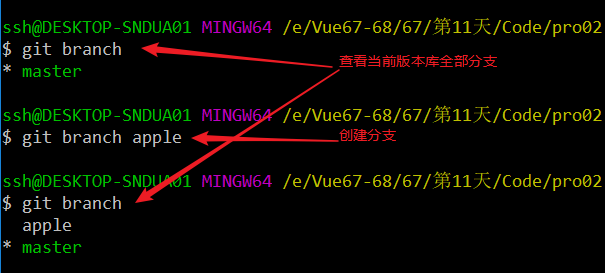 ssh@DESKTOP-SNDUA01 MINGW64 /e/Vue67-68/67/第11天/Code/pro02
$ git branch
查看当前版本库全部分支
* master
ssh@DESKTOP-SNDUA01 MINGW64 /e/Vue67-68/67/第11天/Code/pro02
$ git branch apple
创建分支
ssh@DESKTOP-SNDUA01 MINGW64 /e/Vue67-68/67/第11天/Code/pro02
$ git branch
apple
* master